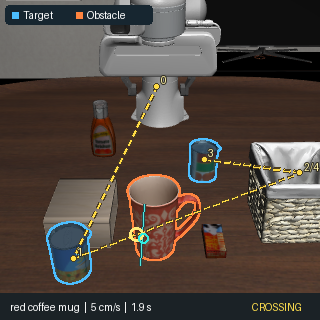 Target
Obstacle
0
3
2/4
1
red coffee mug | 5 cm/s | 1.9 s
CROSSING